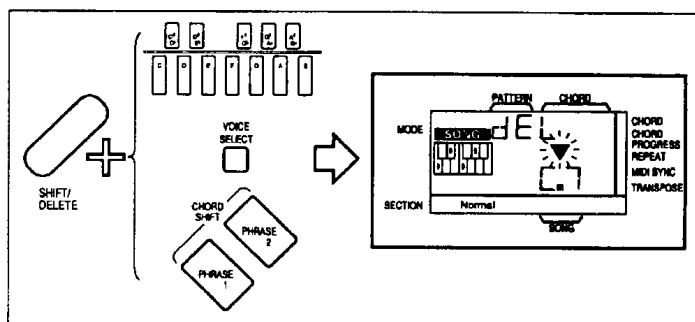 C D E F G A B
SHIFT/
DELETE
VOICE
SELECT
CHORD
SHIFT
PHRASE
2
PHRASE
1
PATTERN CHORD
MODE
SONG
dEL
CHORD
CHORD
PROGRESS
REPEAT
MIDI SYNC
TRANSPOSE
SECTION Normal
SONG